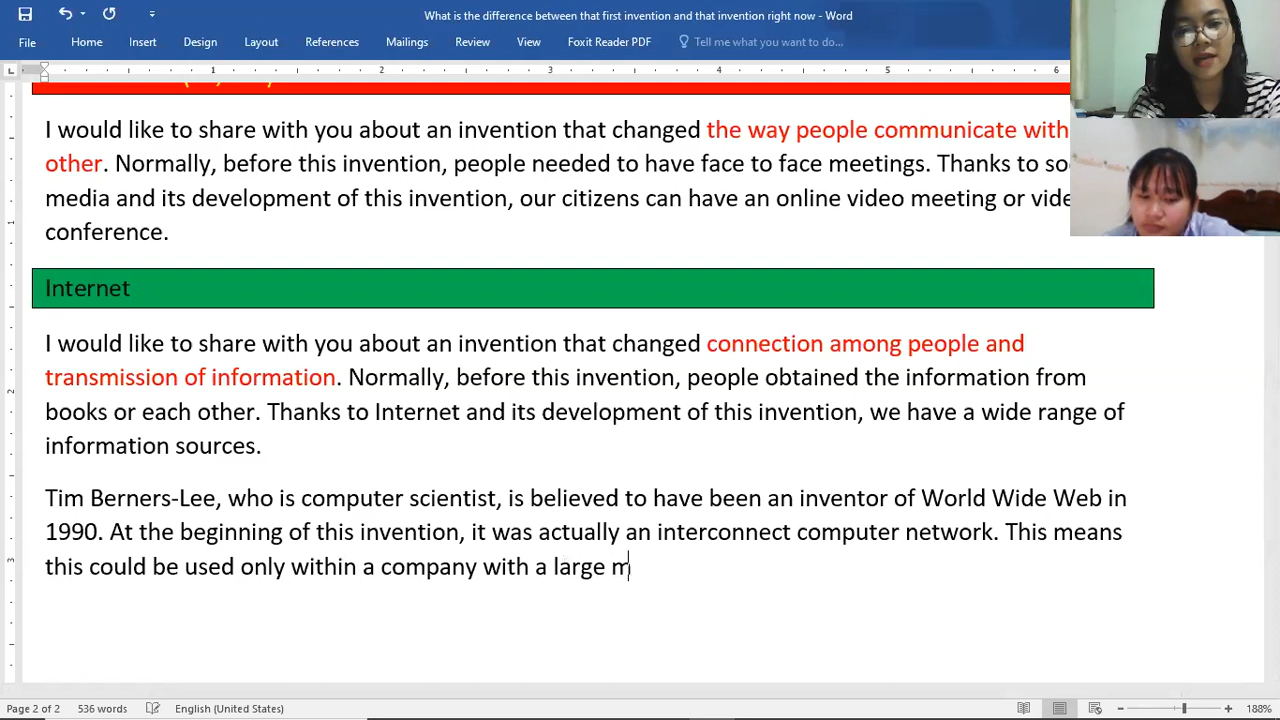 What is the difference between that first invention and that invention right now - Word
File Home Insert Design Layout References Mailings Review View Foxit Reader PDF Tell me what you want to do...
1 2 3 4 5 6
I would like to share with you about an invention that changed the way people communicate with
other. Normally, before this invention, people needed to have face to face meetings. Thanks to
media and its development of this invention, our citizens can have an online video meeting or
conference.
Internet
I would like to share with you about an invention that changed connection among people and
transmission of information. Normally, before this invention, people obtained the information from
books or each other. Thanks to Internet and its development of this invention, we have a wide range of
information sources.
Tim Berners-Lee, who is computer scientist, is believed to have been an inventor of World Wide Web in
1990. At the beginning of this invention, it was actually an interconnect computer network. This means
this could be used only within a company with a large m
Page 2 of 2 536 words English (United States) 188%